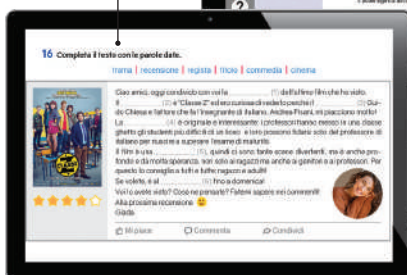 16 Completa il testo con le parole date.
trama | recensione | regista | titolo | commedia | cinema
Ciao amici, oggi condivido con voi la ______ (1) dell'ultimo film che ho visto.
Il ______ (2) è "Classe Z" ed ero curiosa di vederlo perché il ______ (3) Gui-
do Chiesa e l'attore che fa l'insegnante di italiano, Andrea Pisani, mi piacciono molto!
La ______ (4) è originale e interessante: i professori hanno messo in una classe
ghetto gli studenti più difficili di un liceo e loro possono fidarsi solo del professore di
italiano per riuscire a superare l'esame di maturità.
Il film è una ______ (5), quindi ci sono tante scene divertenti, ma è anche pro-
fondo e dà molta speranza, non solo ai ragazzi ma anche ai genitori e ai professori. Per
questo lo consiglio a tutti e tutte: ragazzi e adulti!
Se volete, è al ______ (6) fino a domenica!
Voi lo avete visto? Cosa ne pensate? Fatemi sapere nei commenti!
Alla prossima recensione
Giada
Mi piace
Commenta
Condividi